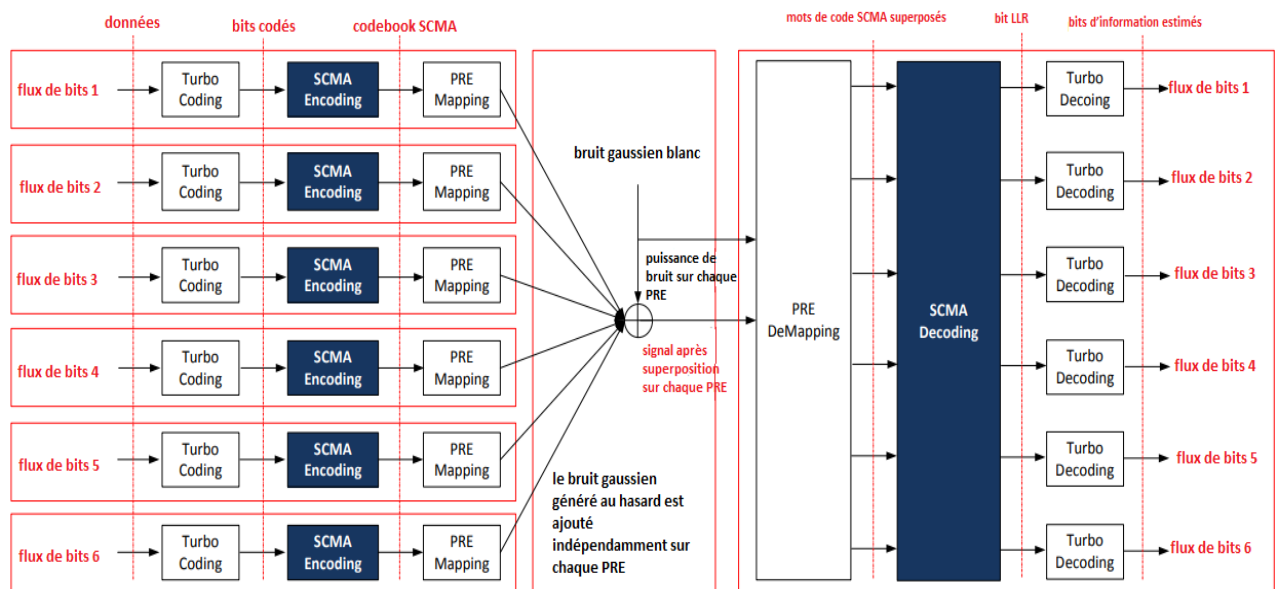 données
bits codés
codebook SCMA
mots de code SCMA superposés
bit LLR
bits d'information estimés
flux de bits 1
Turbo
Coding
SCMA
Encoding
PRE
Mapping
flux de bits 2
Turbo
Coding
SCMA
Encoding
PRE
Mapping
flux de bits 3
Turbo
Coding
SCMA
Encoding
PRE
Mapping
flux de bits 4
Turbo
Coding
SCMA
Encoding
PRE
Mapping
flux de bits 5
Turbo
Coding
SCMA
Encoding
PRE
Mapping
flux de bits 6
Turbo
Coding
SCMA
Encoding
PRE
Mapping
bruit gaussien blanc
puissance de
bruit sur chaque
PRE
signal après
superposition
sur chaque PRE
le bruit gaussien
généré au hasard est
ajouté
indépendamment sur
chaque PRE
PRE
DeMapping
SCMA
Decoding
Turbo
Decoing
flux de bits 1
Turbo
Decoding
flux de bits 2
Turbo
Decoding
flux de bits 3
Turbo
Decoding
flux de bits 4
Turbo
Decoding
flux de bits 5
Turbo
Decoding
flux de bits 6